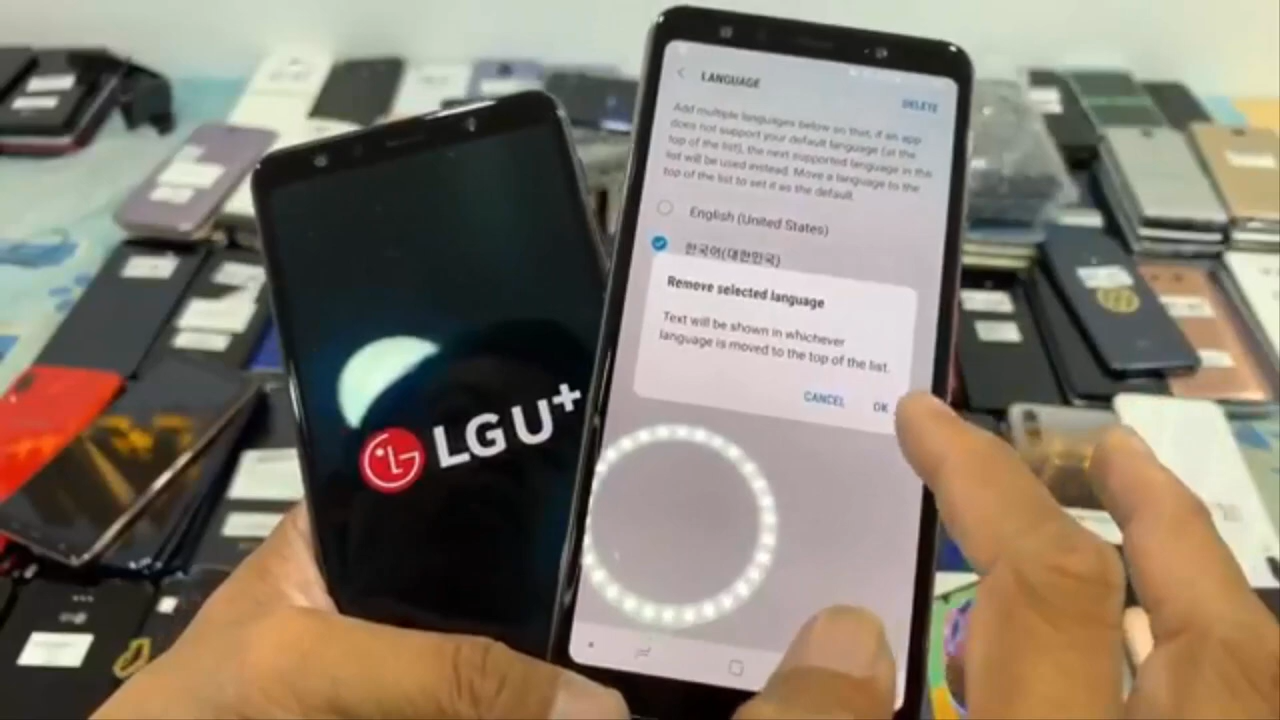 LG U+
LANGUAGE
DELETE
Add multiple languages below so that, if an app
does not support your default language (at the
top of the list), the next supported language in the
list will be used instead. Move a language to the
top of the list to set it as the default.
English (United States)
한국어(대한민국)
Remove selected language
Text will be shown in whichever
language is moved to the top of the list.
CANCEL
OK